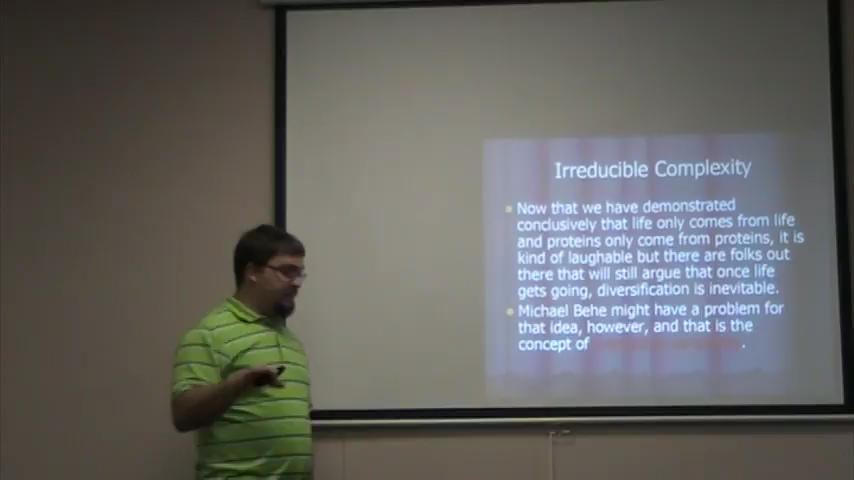 Irreducible Complexity
Now that we have demonstrated
conclusively that life only comes from life
and proteins only come from proteins, it is
kind of laughable but there are folks out
there that will still argue that once life
gets going, diversification is inevitable.
Michael Behe might have a problem for
that idea, however, and that is the
concept of .